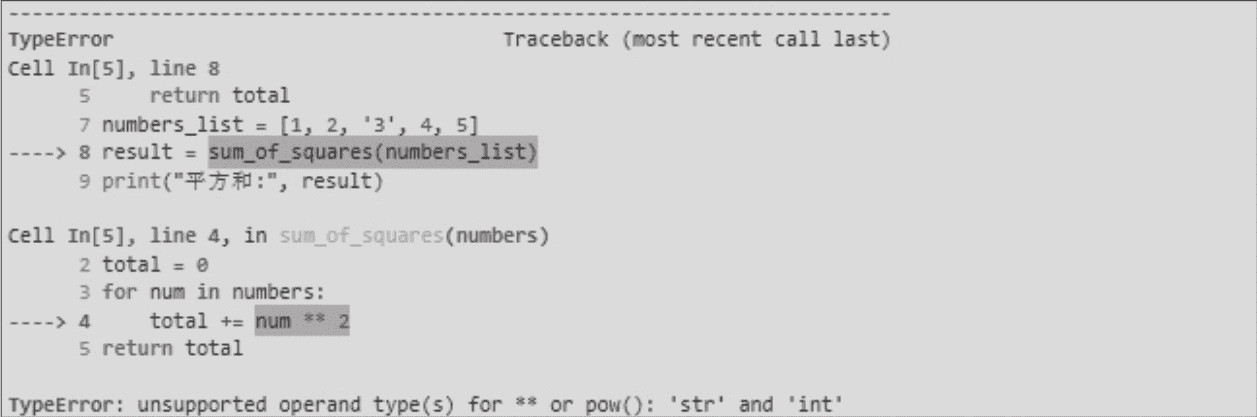 ---------------------------------------------------------------------------
TypeError                                 Traceback (most recent call last)
Cell In[5], line 8
      5     return total
      7 numbers_list = [1, 2, '3', 4, 5]
----> 8 result = sum_of_squares(numbers_list)
      9 print("平方和:", result)
Cell In[5], line 4, in sum_of_squares(numbers)
      2 total = 0
      3 for num in numbers:
----> 4     total += num ** 2
      5 return total
TypeError: unsupported operand type(s) for ** or pow(): 'str' and 'int'